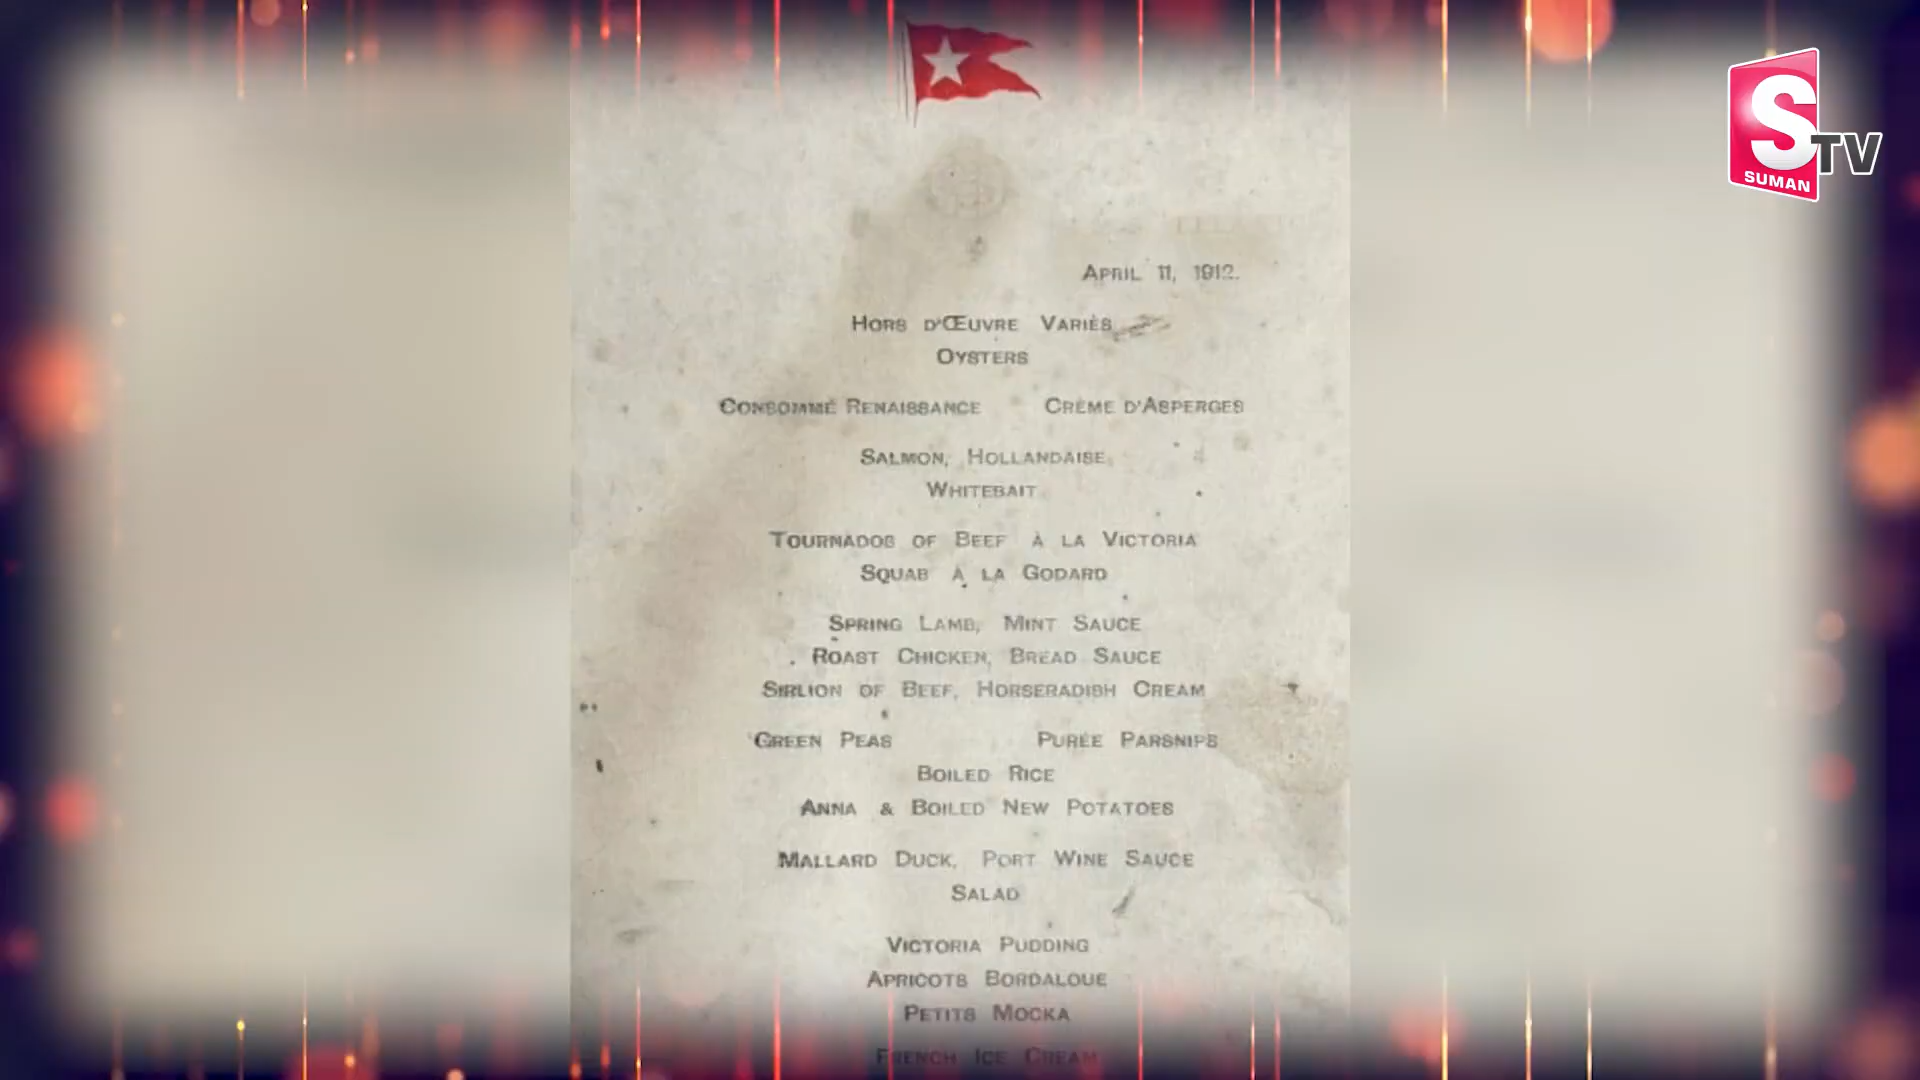 S
TV
SUMAN
APRIL 11, 1912.
HORS D'ŒUVRE VARIÉS
OYSTERS
CONSOMMÉ RENAISSANCE CRÈME D'ASPERGES
SALMON, HOLLANDAISE
WHITEBAIT
TOURNADOS OF BEEF À LA VICTORIA
SQUAB À LA GODARD
SPRING LAMB, MINT SAUCE
ROAST CHICKEN, BREAD SAUCE
SIRLION OF BEEF, HORSERADISH CREAM
GREEN PEAS PURÉE PARSNIPS
BOILED RICE
ANNA & BOILED NEW POTATOES
MALLARD DUCK, PORT WINE SAUCE
SALAD
VICTORIA PUDDING
APRICOTS BORDALOUE
PETITS MOCKA
FRENCH ICE CREAM